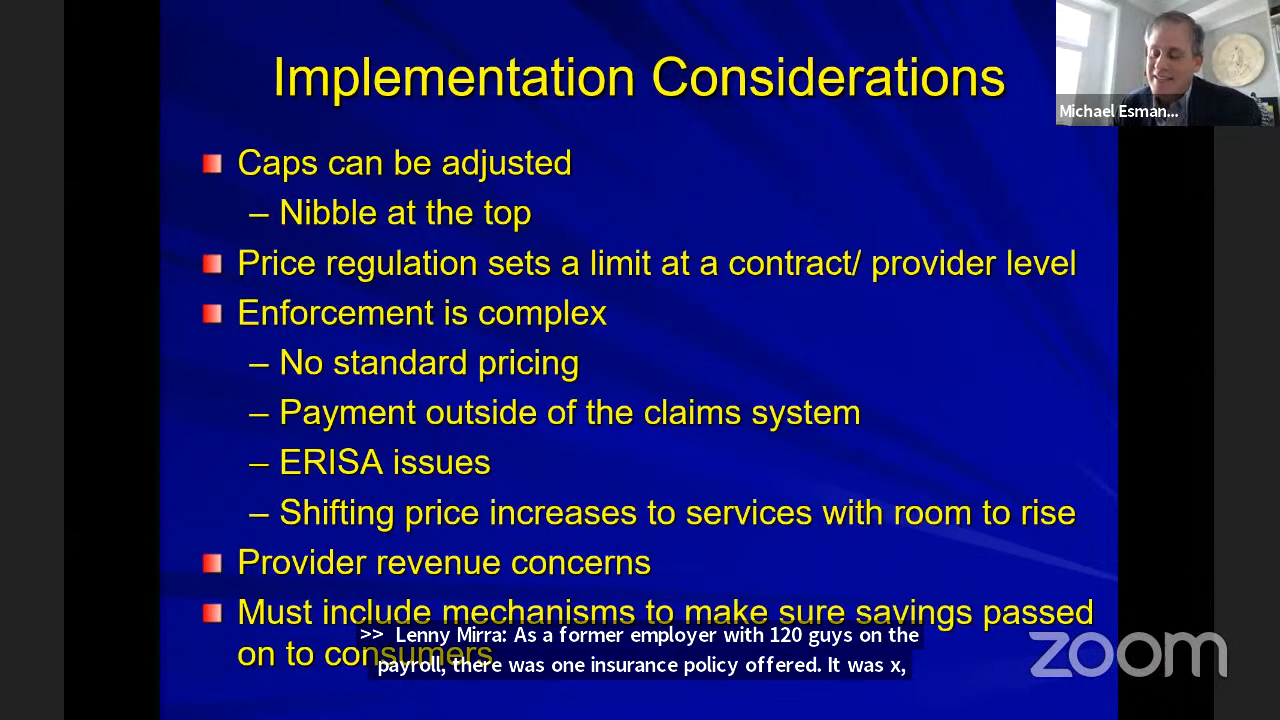 Implementation Considerations
Michael Esman...
Caps can be adjusted
– Nibble at the top
Price regulation sets a limit at a contract/ provider level
Enforcement is complex
– No standard pricing
– Payment outside of the claims system
– ERISA issues
– Shifting price increases to services with room to rise
Provider revenue concerns
Must include mechanisms to make sure savings passed
on to consumers
>> Lenny Mirra: As a former employer with 120 guys on the
payroll, there was one insurance policy offered. It was x,
zoom